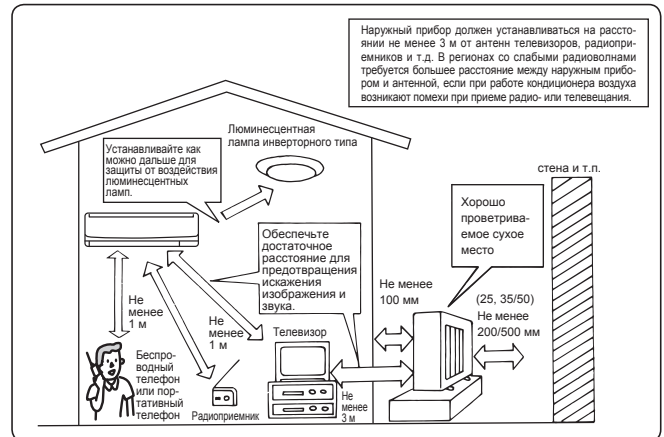 Наружный прибор должен устанавливаться на рассто-
янии не менее 3 м от антенн телевизоров, радиопри-
емников и т.д. В регионах со слабыми радиоволнами
требуется большее расстояние между наружным прибо-
ром и антенной, если при работе кондиционера воздуха
возникают помехи при приеме радио- или телевещания.
Люминесцентная
лампа инверторного типа
Устанавливайте как
можно дальше для
защиты от воздействия
люминесцентных
ламп.
стена и т.п.
Хорошо
проветрива-
емое сухое
место
Обеспечьте
достаточное
расстояние для
предотвращения
искажения
изображения и
звука.
Не менее
100 мм
(25, 35/50)
Не менее
200/500 мм
Не
менее
1 м
Не
менее
1 м
Телевизор
Беспро-
водный
телефон
или пор-
тативный
телефон
Радиоприемник
Не
менее
3 м